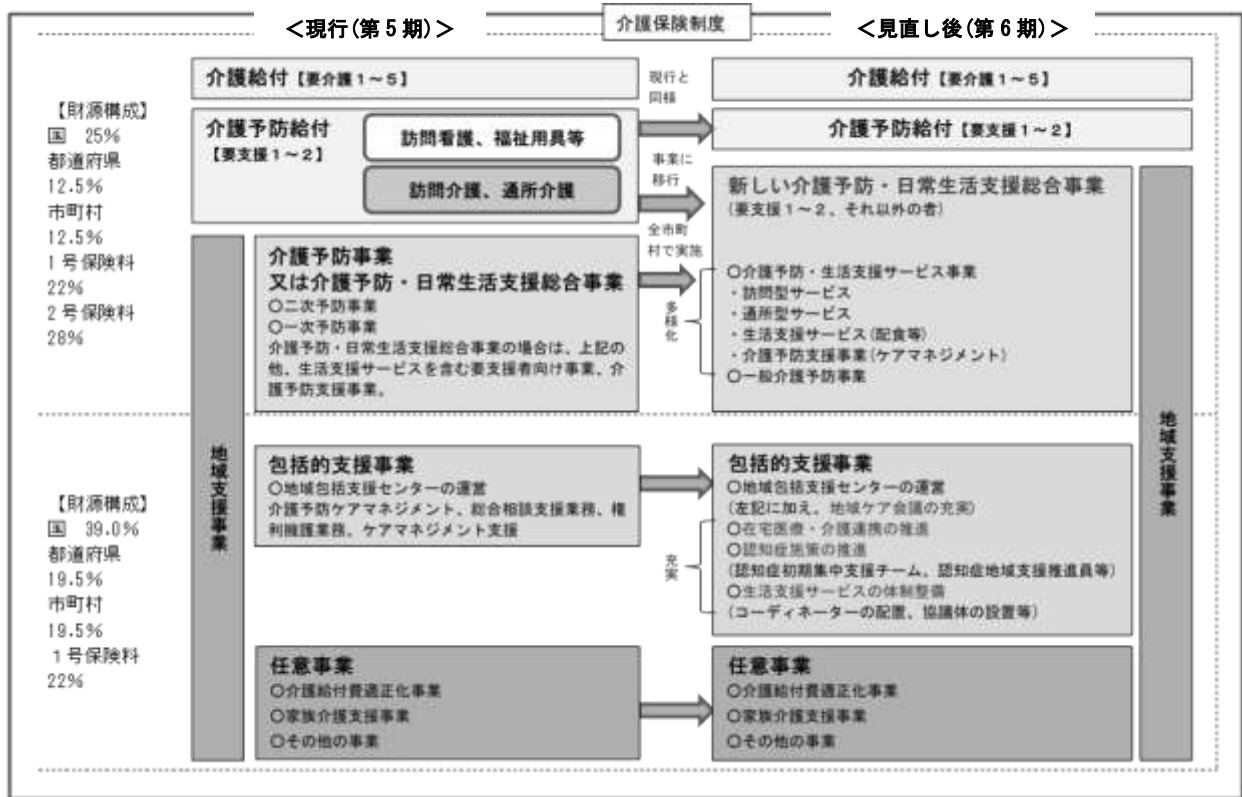 介護保険制度
＜現行(第5期)＞
＜見直し後(第6期)＞
【財源構成】
国 25%
都道府県
12.5%
市町村
12.5%
1号保険料
22%
2号保険料
28%
介護給付【要介護1～5】
介護予防給付
【要支援1～2】
訪問看護、福祉用具等
訪問介護、通所介護
現行と
同様
事業に
移行
全市町
村で実施
多様化
介護給付【要介護1～5】
介護予防給付【要支援1～2】
新しい介護予防・日常生活支援総合事業
(要支援1～2、それ以外の者)
○介護予防・生活支援サービス事業
・訪問型サービス
・通所型サービス
・生活支援サービス(配食等)
・介護予防支援事業(ケアマネジメント)
○一般介護予防事業
介護予防事業
又は介護予防・日常生活支援総合事業
○二次予防事業
○一次予防事業
介護予防・日常生活支援総合事業の場合は、上記の
他、生活支援サービスを含む要支援者向け事業、介
護予防支援事業。
地域支援事業
地域支援事業
【財源構成】
国 39.0%
都道府県
19.5%
市町村
19.5%
1号保険料
22%
包括的支援事業
○地域包括支援センターの運営
介護予防ケアマネジメント、総合相談支援業務、権
利擁護業務、ケアマネジメント支援
充実
包括的支援事業
○地域包括支援センターの運営
(左記に加え、地域ケア会議の充実)
○在宅医療・介護連携の推進
○認知症施策の推進
(認知症初期集中支援チーム、認知症地域支援推進員等)
○生活支援サービスの体制整備
(コーディネーターの配置、協議体の設置等)
任意事業
○介護給付費適正化事業
○家族介護支援事業
○その他の事業
任意事業
○介護給付費適正化事業
○家族介護支援事業
○その他の事業